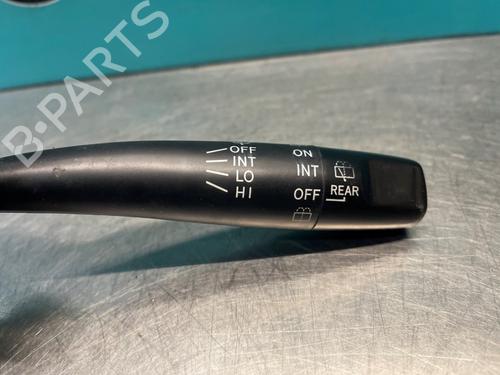 B-PARTS
OFF
INT
LO
HI
ON
INT
OFF
REAR